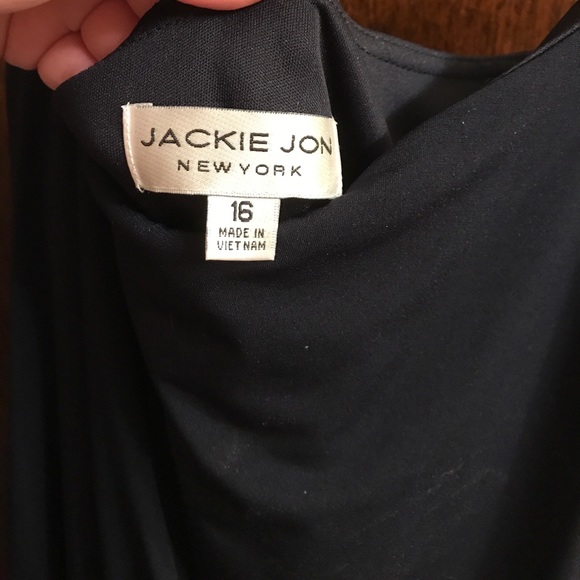 JACKIE JON
NEW YORK
16
MADE IN
VIETNAM